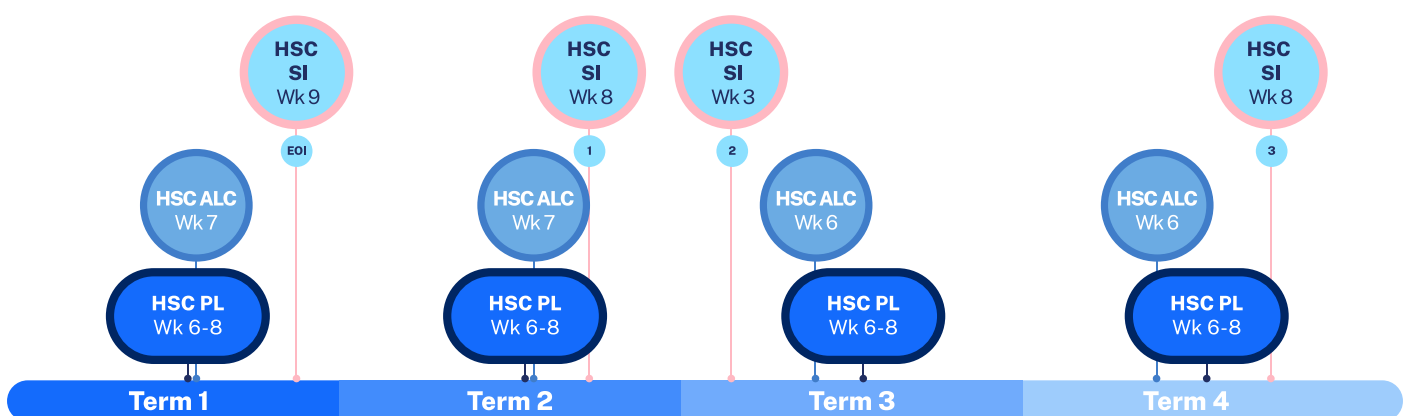 HSC
SI
Wk 9
HSC
SI
Wk 8
HSC
SI
Wk 3
HSC
SI
Wk 8
EOI
1
2
3
HSC ALC
Wk 7
HSC ALC
Wk 7
HSC ALC
Wk 6
HSC ALC
Wk 6
HSC PL
Wk 6-8
HSC PL
Wk 6-8
HSC PL
Wk 6-8
HSC PL
Wk 6-8
Term 1
Term 2
Term 3
Term 4